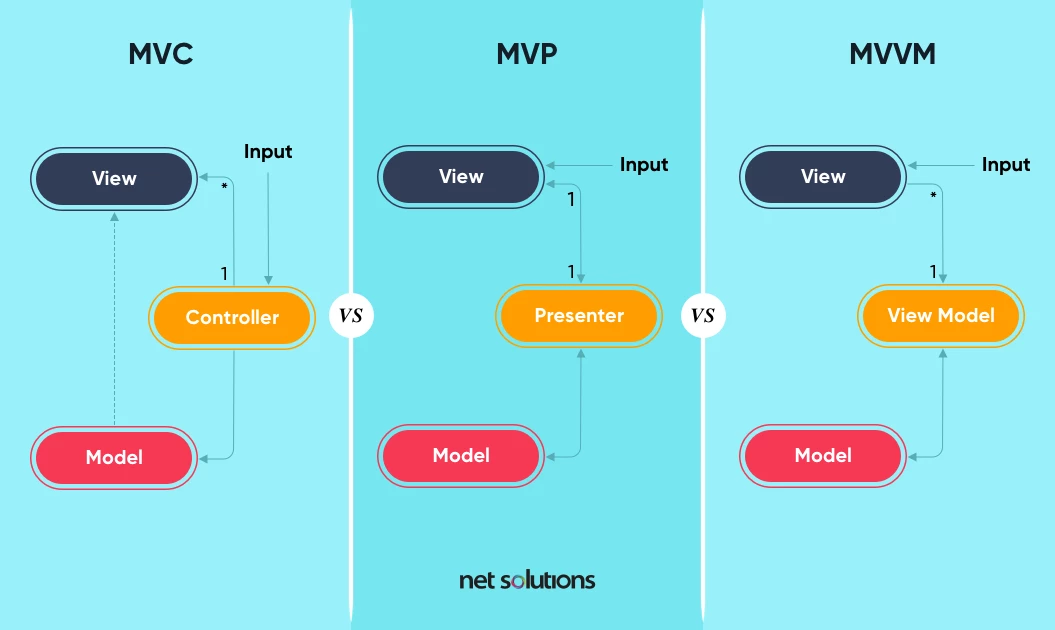 MVC
Input
View
*
1
Controller
Model
VS
MVP
Input
View
1
1
Presenter
Model
net solutions
VS
MVVM
Input
View
*
1
View Model
Model